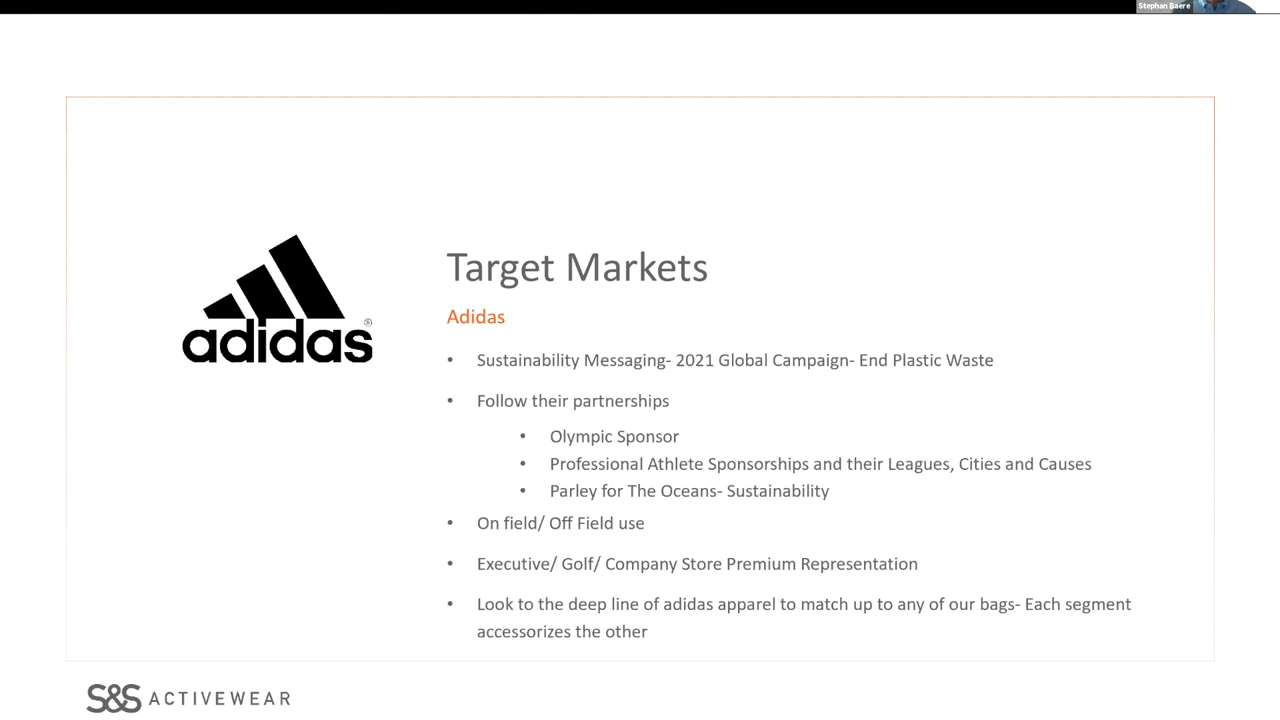 Stephan Baere
adidas®
Target Markets
Adidas
• Sustainability Messaging- 2021 Global Campaign- End Plastic Waste
• Follow their partnerships
• Olympic Sponsor
• Professional Athlete Sponsorships and their Leagues, Cities and Causes
• Parley for The Oceans- Sustainability
• On field/ Off Field use
• Executive/ Golf/ Company Store Premium Representation
• Look to the deep line of adidas apparel to match up to any of our bags- Each segment
accessorizes the other
S&S ACTIVEWEAR